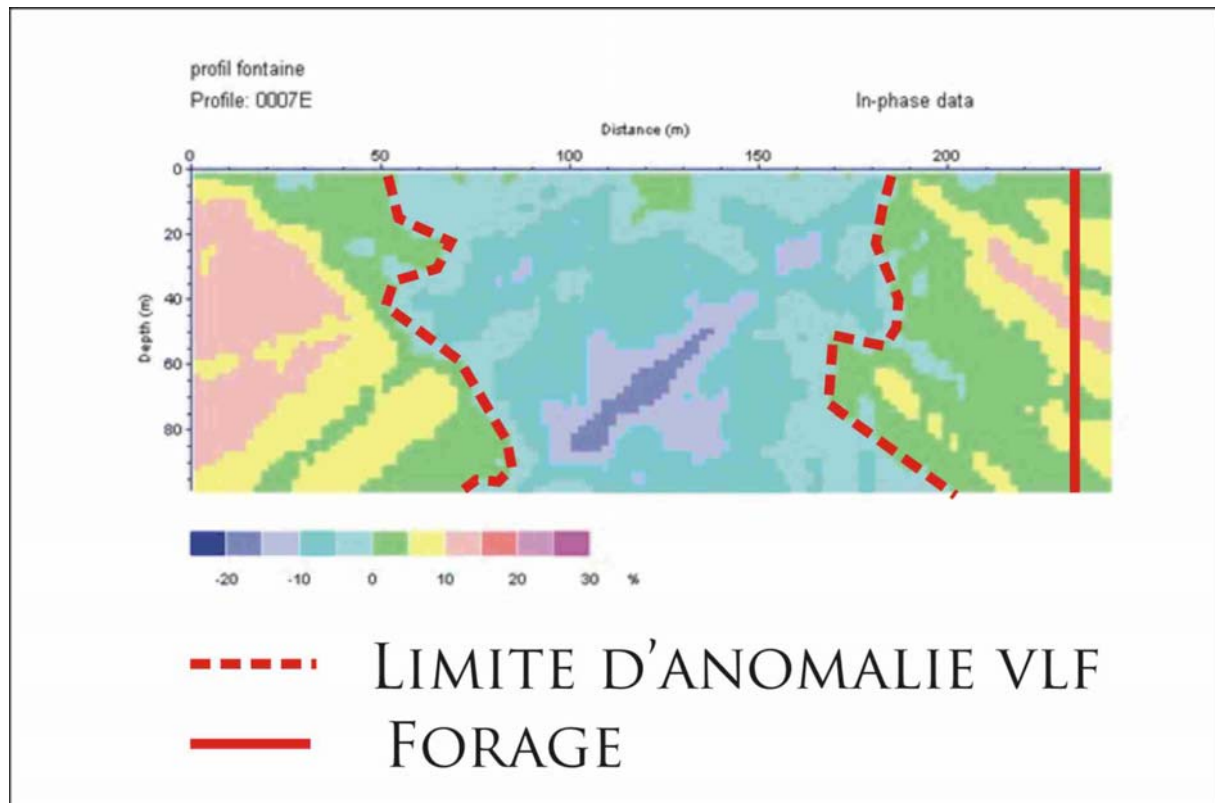 profil fontaine
Profile: 0007E
In-phase data
Distance (m)
0 50 100 150 200
Depth (m)
0
20
40
60
80
-20 -10 0 10 20 30 %
LIMITE D'ANOMALIE VLF
FORAGE